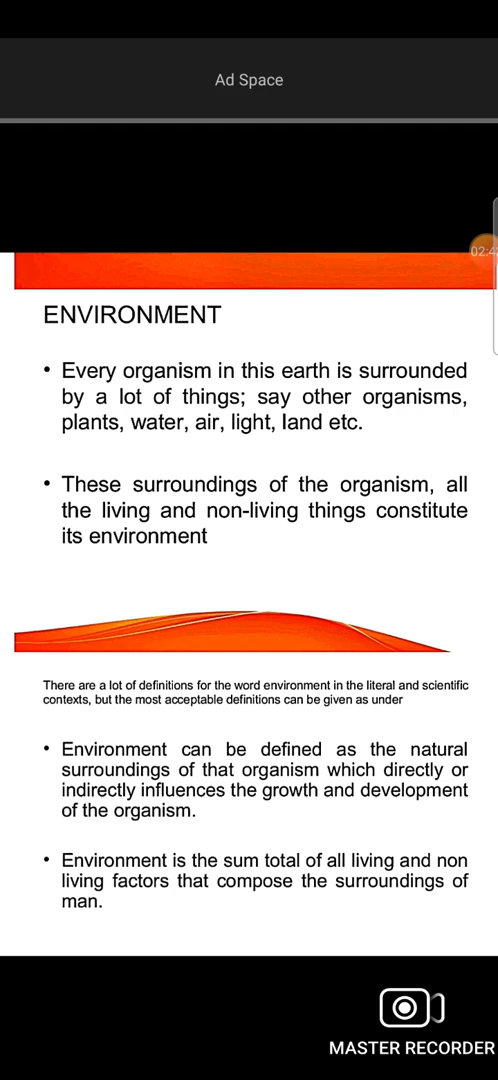 Ad Space
ENVIRONMENT
• Every organism in this earth is surrounded
by a lot of things; say other organisms,
plants, water, air, light, land etc.
• These surroundings of the organism, all
the living and non-living things constitute
its environment
There are a lot of definitions for the word environment in the literal and scientific
contexts, but the most acceptable definitions can be given as under
• Environment can be defined as the natural
surroundings of that organism which directly or
indirectly influences the growth and development
of the organism.
• Environment is the sum total of all living and non
living factors that compose the surroundings of
man.
MASTER RECORDER